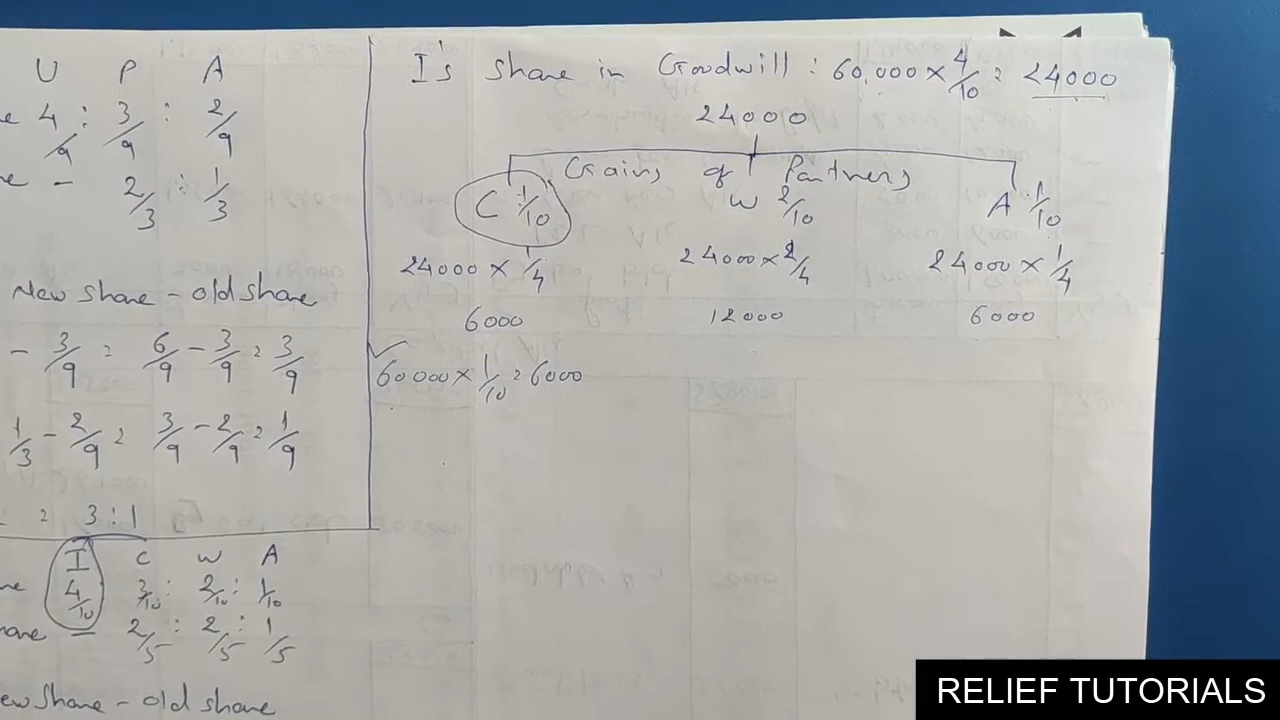 U P A
4/9 : 3/9 : 2/9
- 2/3 : 1/3
New share - old share
- 3/9 = 6/9 - 3/9 = 3/9
1/3 - 2/9 = 3/9 - 2/9 = 1/9
= 3:1
I C W A
4/10 3/10 : 2/10 : 1/10
share = 2/5 : 2/5 : 1/5
New share - old share
I's share in Goodwill : 60,000 × 4/10 = 24000
24000
Gains of Partners
C 1/10 W 2/10 A 1/10
24000 × 1/4 24000 × 2/4 24000 × 1/4
6000 12000 6000
60000 × 1/10 = 6000
RELIEF TUTORIALS